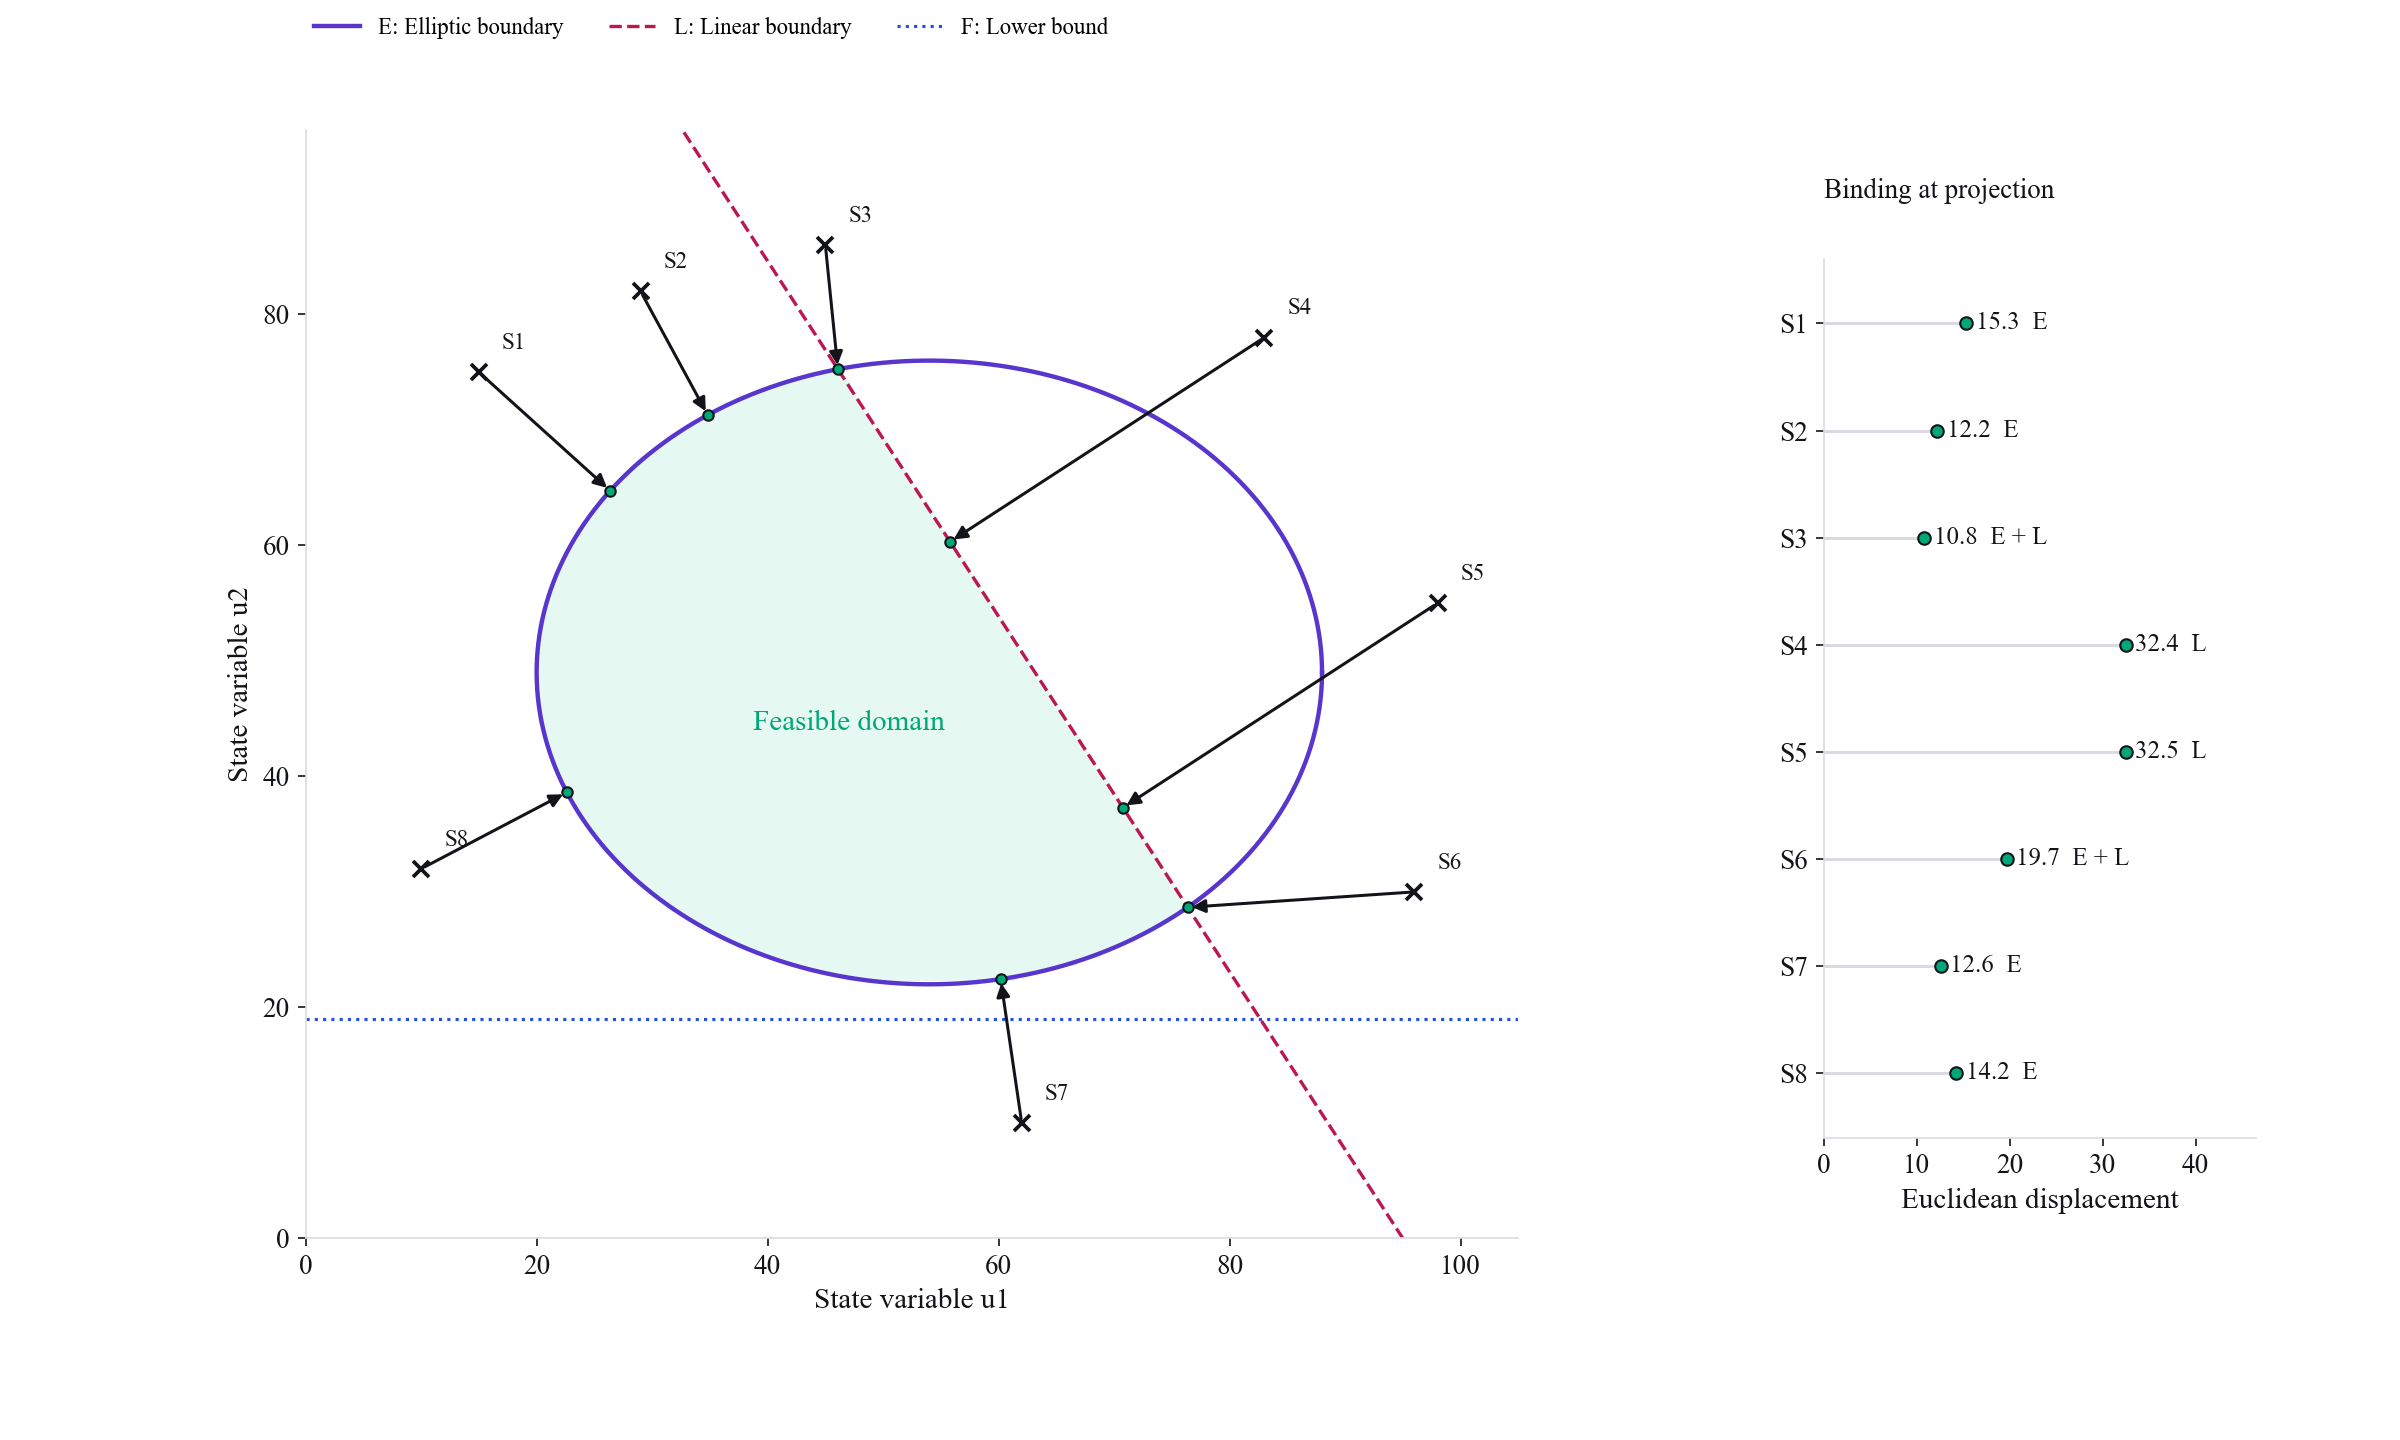 E: Elliptic boundary
L: Linear boundary
F: Lower bound
S1
S2
S3
S4
S5
S6
S7
S8
Feasible domain
80
60
40
20
0
0
20
40
60
80
100
State variable u1
State variable u2
Binding at projection
S1
15.3 E
S2
12.2 E
S3
10.8 E + L
S4
32.4 L
S5
32.5 L
S6
19.7 E + L
S7
12.6 E
S8
14.2 E
0
10
20
30
40
Euclidean displacement